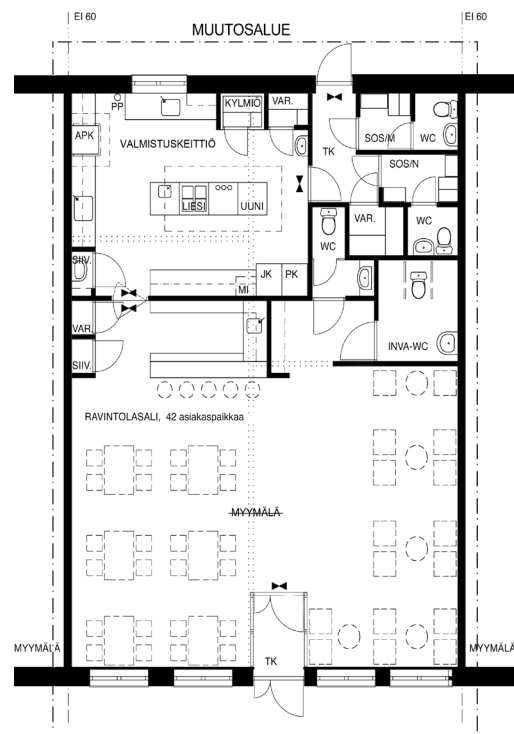 EI 60
EI 60
MUUTOSALUE
PP
KYLMIÖ
VAR.
APK
VALMISTUSKEITTIÖ
TK
SOS/M
WC
SOS/N
LIESI
UUNI
WC
VAR.
WC
SIIV.
MI
JK
PK
VAR.
INVA-WC
SIIV.
RAVINTOLASALI, 42 asiakaspaikkaa
MYYMÄLÄ
MYYMÄLÄ
TK
MYYMÄLÄ